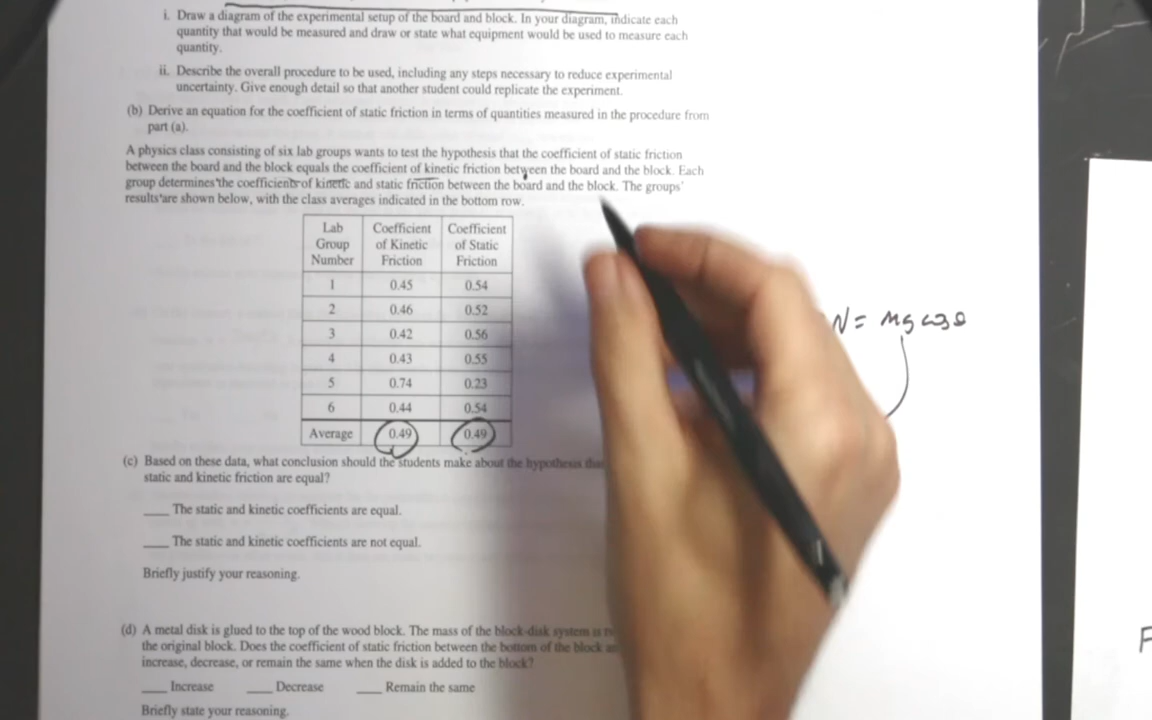 i. Draw a diagram of the experimental setup of the board and block. In your diagram, indicate each
quantity that would be measured and draw or state what equipment would be used to measure each
quantity.
ii. Describe the overall procedure to be used, including any steps necessary to reduce experimental
uncertainty. Give enough detail so that another student could replicate the experiment.
(b) Derive an equation for the coefficient of static friction in terms of quantities measured in the procedure from
part (a).
A physics class consisting of six lab groups wants to test the hypothesis that the coefficient of static friction
between the board and the block equals the coefficient of kinetic friction between the board and the block. Each
group determines the coefficients of kinetic and static friction between the board and the block. The groups'
results are shown below, with the class averages indicated in the bottom row.
Lab Group Number Coefficient of Kinetic Friction Coefficient of Static Friction
1 0.45 0.54
2 0.46 0.52
3 0.42 0.56
4 0.43 0.55
5 0.74 0.23
6 0.44 0.54
Average 0.49 0.49
N = mg cos θ
(c) Based on these data, what conclusion should the students make about the hypothesis that
static and kinetic friction are equal?
____ The static and kinetic coefficients are equal.
____ The static and kinetic coefficients are not equal.
Briefly justify your reasoning.
(d) A metal disk is glued to the top of the wood block. The mass of the block-disk system is
the original block. Does the coefficient of static friction between the bottom of the block
increase, decrease, or remain the same when the disk is added to the block?
____ Increase ____ Decrease ____ Remain the same
Briefly state your reasoning.
F